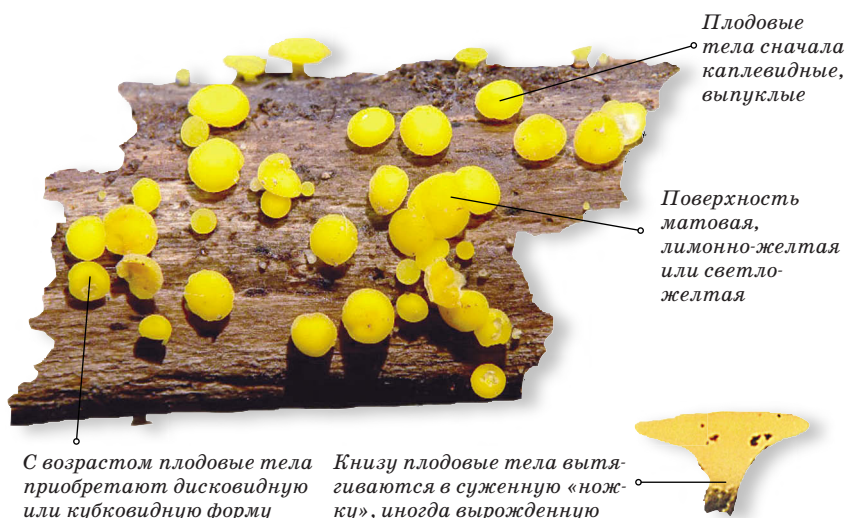 Плодовые
тела сначала
каплевидные,
выпуклые
Поверхность
матовая,
лимонно-желтая
или светло-
желтая
С возрастом плодовые тела
приобретают дисковидную
или кубковидную форму
Книзу плодовые тела вытя-
гиваются в суженную «нож-
ку», иногда вырожденную